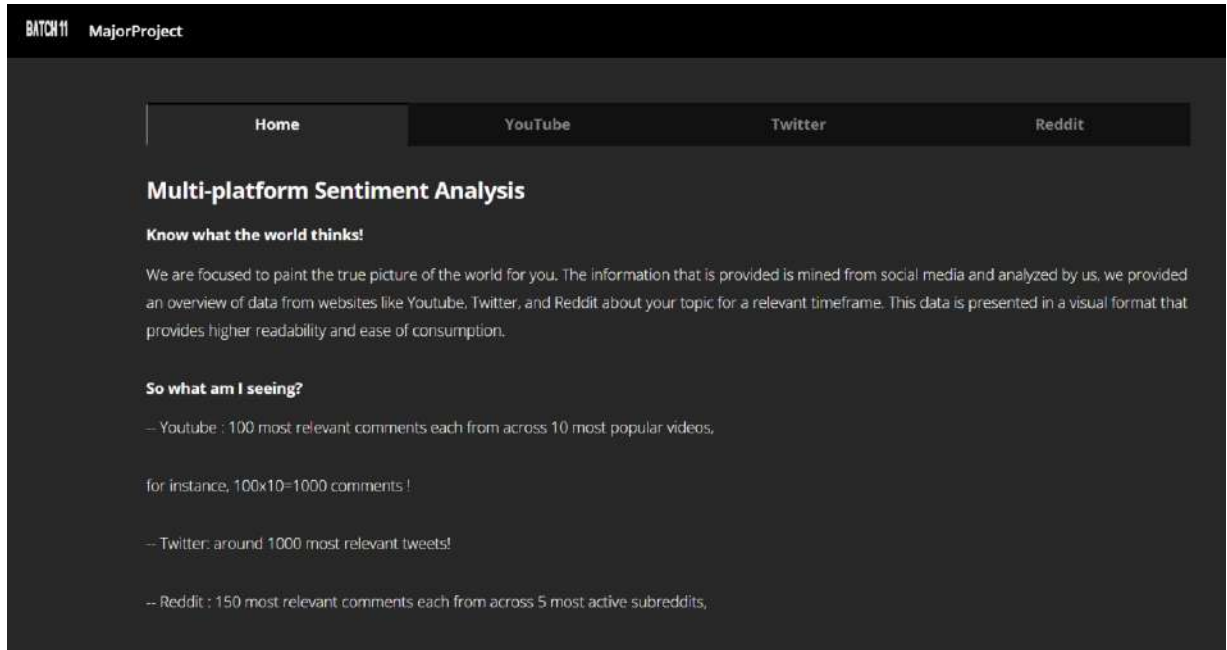 BATCH 11 MajorProject
Home YouTube Twitter Reddit
Multi-platform Sentiment Analysis
Know what the world thinks!
We are focused to paint the true picture of the world for you. The information that is provided is mined from social media and analyzed by us, we provided
an overview of data from websites like Youtube, Twitter, and Reddit about your topic for a relevant timeframe. This data is presented in a visual format that
provides higher readability and ease of consumption.
So what am I seeing?
-- Youtube : 100 most relevant comments each from across 10 most popular videos,
for instance, 100x10=1000 comments !
-- Twitter: around 1000 most relevant tweets!
-- Reddit : 150 most relevant comments each from across 5 most active subreddits,